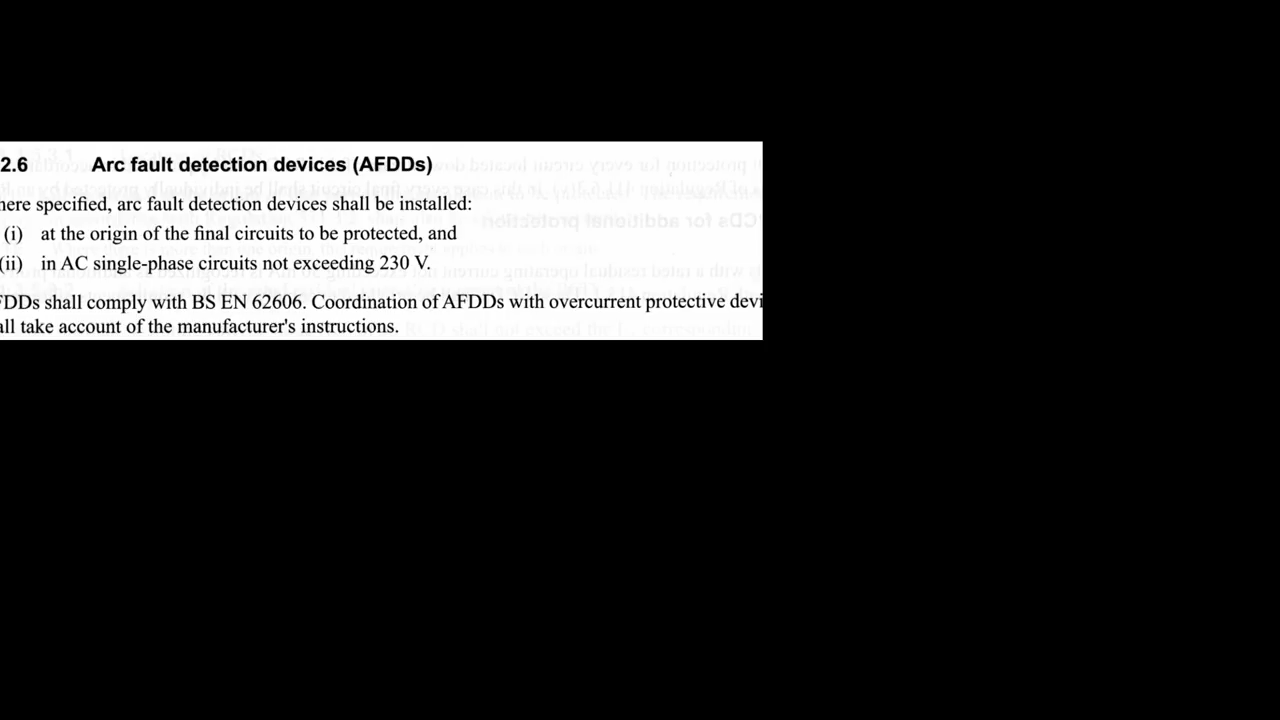 2.6 Arc fault detection devices (AFDDs)
here specified, arc fault detection devices shall be installed:
(i) at the origin of the final circuits to be protected, and
(ii) in AC single-phase circuits not exceeding 230 V.
FDDs shall comply with BS EN 62606. Coordination of AFDDs with overcurrent protective devi
all take account of the manufacturer's instructions.